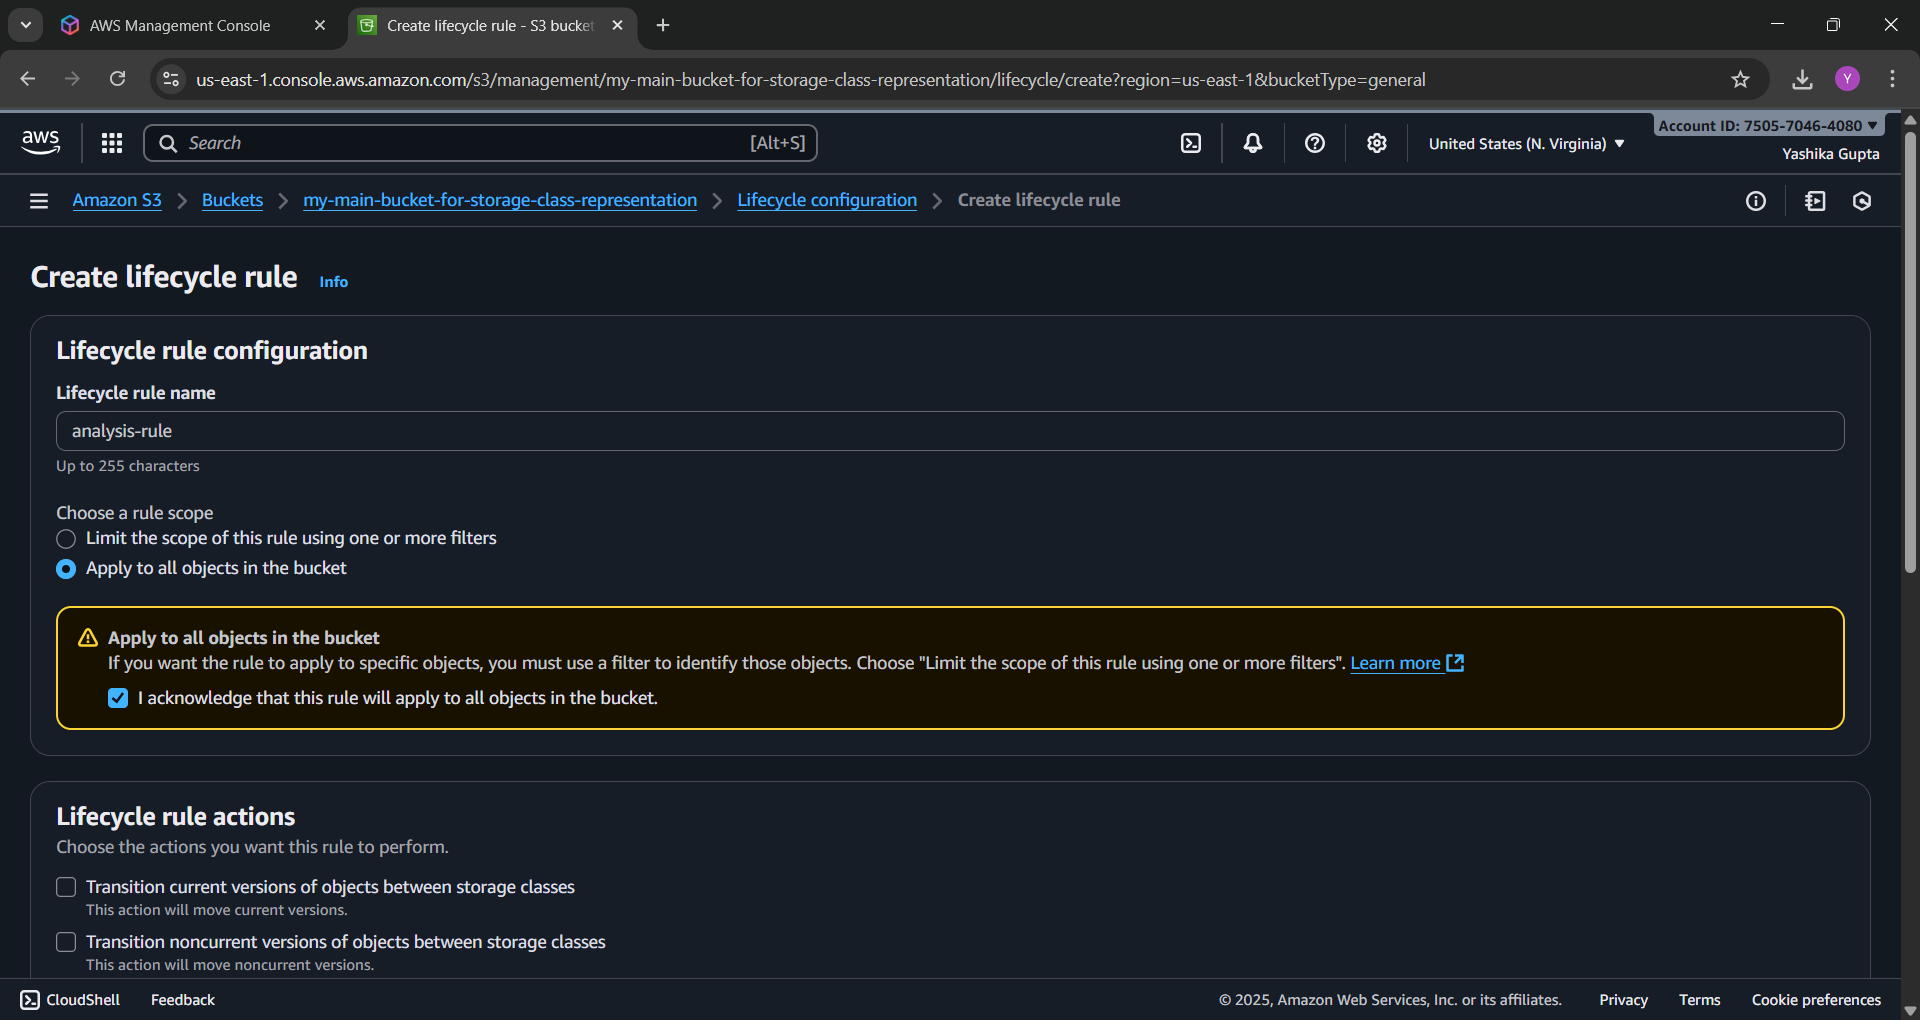 AWS Management Console
Create lifecycle rule - S3 bucket
us-east-1.console.aws.amazon.com/s3/management/my-main-bucket-for-storage-class-representation/lifecycle/create?region=us-east-1&bucketType=general
Y
aws
Search
[Alt+S]
United States (N. Virginia)
Account ID: 7505-7046-4080
Yashika Gupta
Amazon S3
Buckets
my-main-bucket-for-storage-class-representation
Lifecycle configuration
Create lifecycle rule
Create lifecycle rule
Info
Lifecycle rule configuration
Lifecycle rule name
analysis-rule
Up to 255 characters
Choose a rule scope
Limit the scope of this rule using one or more filters
Apply to all objects in the bucket
Apply to all objects in the bucket
If you want the rule to apply to specific objects, you must use a filter to identify those objects. Choose "Limit the scope of this rule using one or more filters". Learn more
I acknowledge that this rule will apply to all objects in the bucket.
Lifecycle rule actions
Choose the actions you want this rule to perform.
Transition current versions of objects between storage classes
This action will move current versions.
Transition noncurrent versions of objects between storage classes
This action will move noncurrent versions.
CloudShell
Feedback
© 2025, Amazon Web Services, Inc. or its affiliates.
Privacy
Terms
Cookie preferences